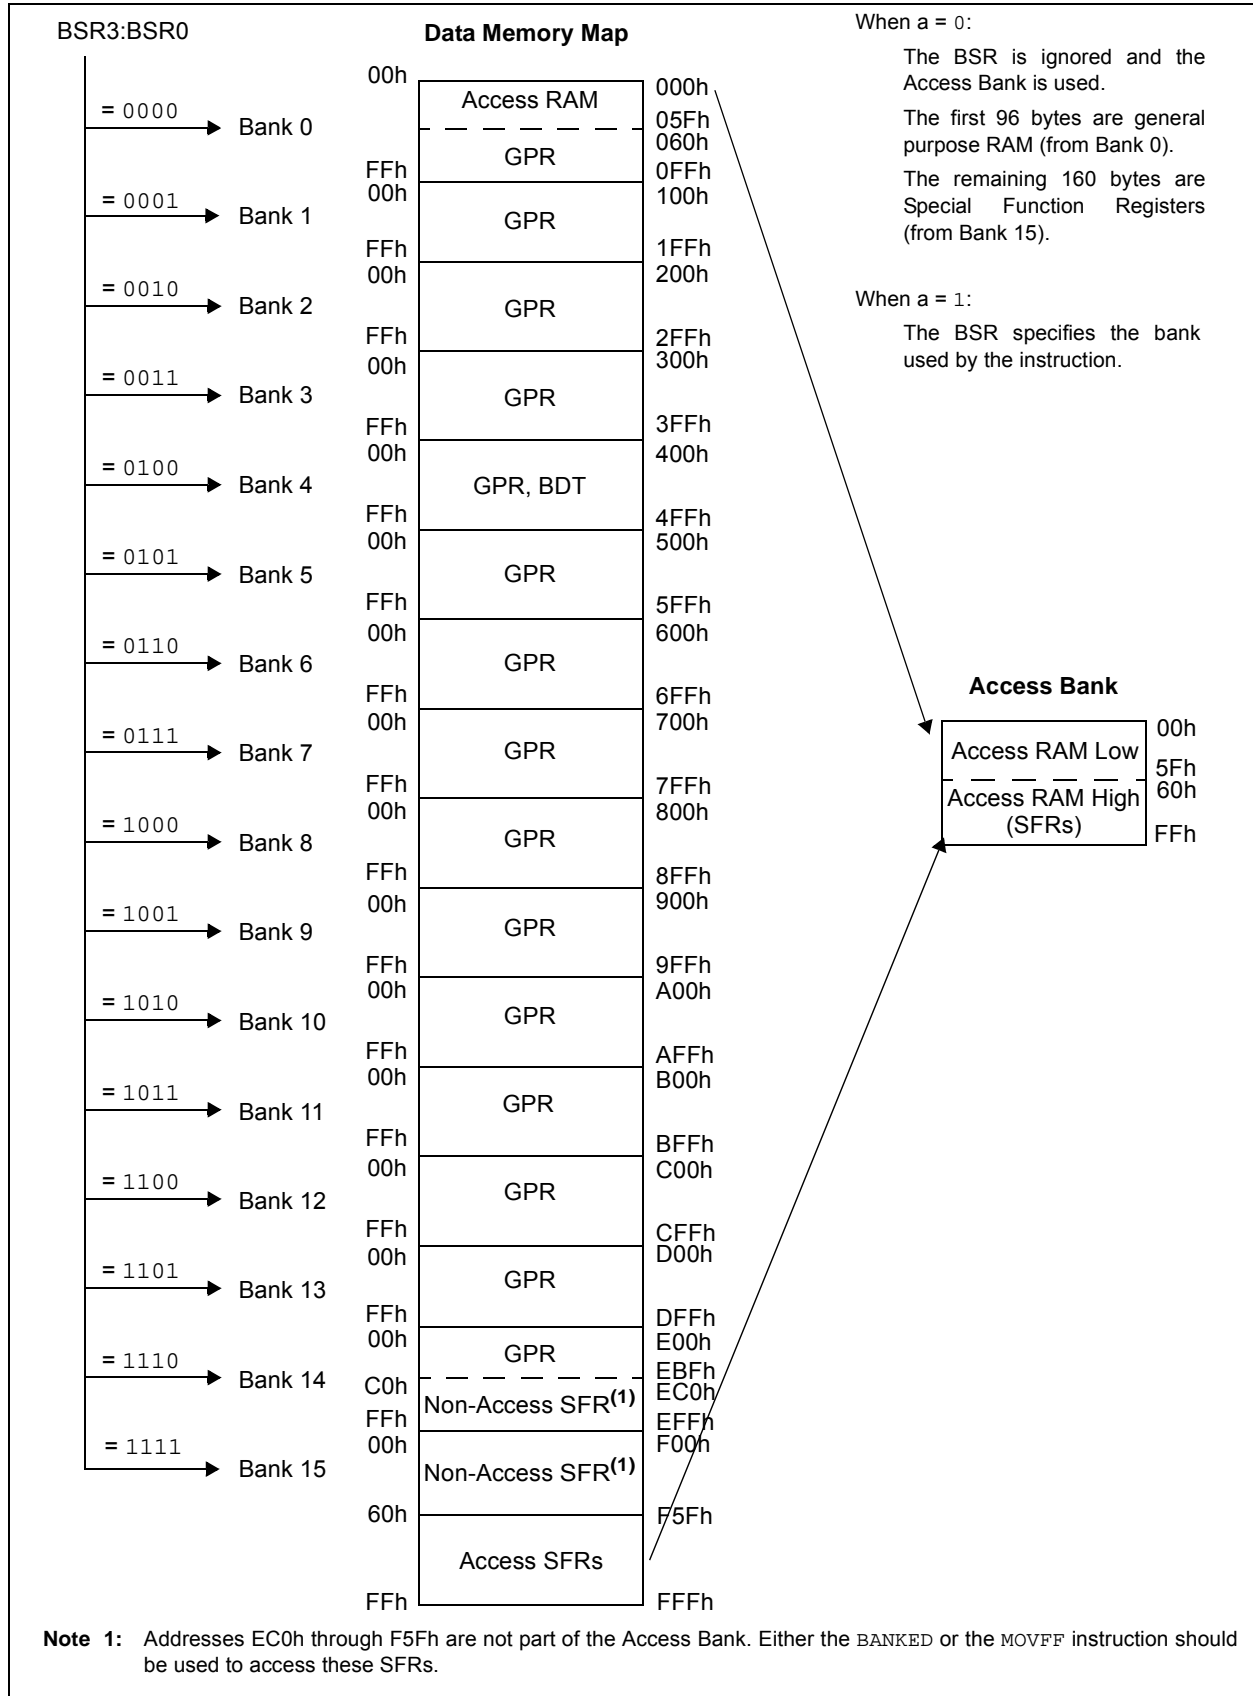 BSR3:BSR0
Data Memory Map
When a = 0:
The BSR is ignored and the
Access Bank is used.
The first 96 bytes are general
purpose RAM (from Bank 0).
The remaining 160 bytes are
Special Function Registers
(from Bank 15).
When a = 1:
The BSR specifies the bank
used by the instruction.
= 0000
Bank 0
00h
Access RAM
000h
05Fh
060h
GPR
FFh
0FFh
= 0001
Bank 1
00h
100h
GPR
FFh
1FFh
= 0010
Bank 2
00h
200h
GPR
FFh
2FFh
= 0011
Bank 3
00h
300h
GPR
FFh
3FFh
= 0100
Bank 4
00h
400h
GPR, BDT
FFh
4FFh
= 0101
Bank 5
00h
500h
GPR
FFh
5FFh
= 0110
Bank 6
00h
600h
GPR
FFh
6FFh
= 0111
Bank 7
00h
700h
GPR
FFh
7FFh
= 1000
Bank 8
00h
800h
GPR
FFh
8FFh
= 1001
Bank 9
00h
900h
GPR
FFh
9FFh
= 1010
Bank 10
00h
A00h
GPR
FFh
AFFh
= 1011
Bank 11
00h
B00h
GPR
FFh
BFFh
= 1100
Bank 12
00h
C00h
GPR
FFh
CFFh
= 1101
Bank 13
00h
D00h
GPR
FFh
DFFh
= 1110
Bank 14
00h
E00h
GPR
EBFh
C0h
EC0h
Non-Access SFR(1)
FFh
EFFh
= 1111
Bank 15
00h
F00h
Non-Access SFR(1)
60h
F5Fh
Access SFRs
FFh
FFFh
Access Bank
Access RAM Low
00h
5Fh
Access RAM High
(SFRs)
60h
FFh
Note 1: Addresses EC0h through F5Fh are not part of the Access Bank. Either the BANKED or the MOVFF instruction should
be used to access these SFRs.